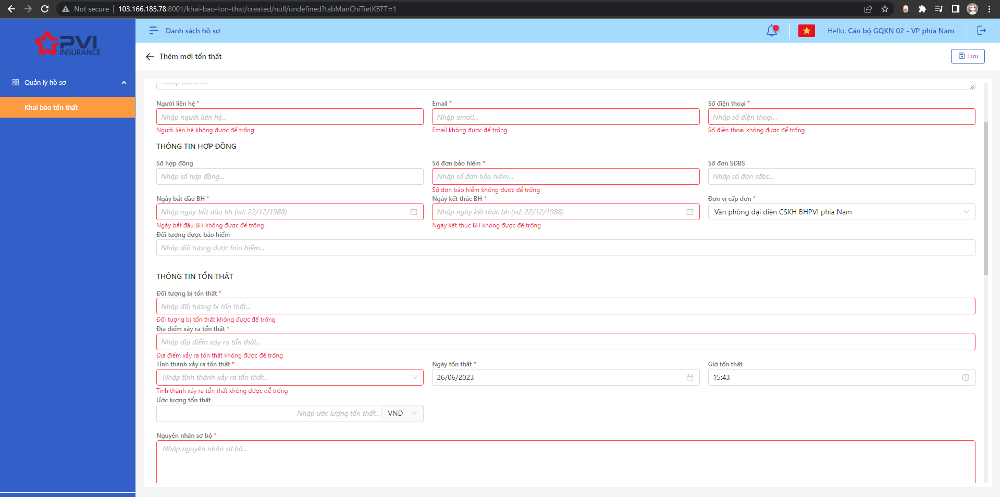 Not secure
103.166.185.78:8001/khai-bao-ton-that/created/null/undefined?tabManChiTietKBTT=1
PVI
INSURANCE
Danh sách hồ sơ
Hello, Cán bộ GQKN 02 - VP phía Nam
Thêm mới tổn thất
Lưu
Quản lý hồ sơ
Khai báo tổn thất
Nhập địa chỉ...
Người liên hệ *
Email *
Số điện thoại *
Nhập người liên hệ...
Nhập email...
Nhập số điện thoại...
Người liên hệ không được để trống
Email không được để trống
Số điện thoại không được để trống
THÔNG TIN HỢP ĐỒNG
Số hợp đồng
Số đơn bảo hiểm *
Số đơn SĐBS
Nhập số hợp đồng...
Nhập số đơn bảo hiểm...
Nhập số đơn sđbs...
Số đơn bảo hiểm không được để trống
Ngày bắt đầu BH *
Ngày kết thúc BH *
Đơn vị cấp đơn *
Nhập ngày bắt đầu bh (vd: 22/12/1988)
Nhập ngày kết thúc bh (vd: 22/12/1988)
Văn phòng đại diện CSKH BHPVI phía Nam
Ngày bắt đầu BH không được để trống
Ngày kết thúc BH không được để trống
Đối tượng được bảo hiểm
Nhập đối tượng được bảo hiểm...
THÔNG TIN TỔN THẤT
Đối tượng bị tổn thất *
Nhập đối tượng bị tổn thất...
Đối tượng bị tổn thất không được để trống
Địa điểm xảy ra tổn thất *
Nhập địa điểm xảy ra tổn thất...
Địa điểm xảy ra tổn thất không được để trống
Tỉnh thành xảy ra tổn thất *
Ngày tổn thất *
Giờ tổn thất
Nhập tỉnh thành xảy ra tổn thất...
26/06/2023
15:43
Tỉnh thành xảy ra tổn thất không được để trống
Ước lượng tổn thất
Nhập ước lượng tổn thất...
VND
Nguyên nhân sơ bộ *
Nhập nguyên nhân sơ bộ...